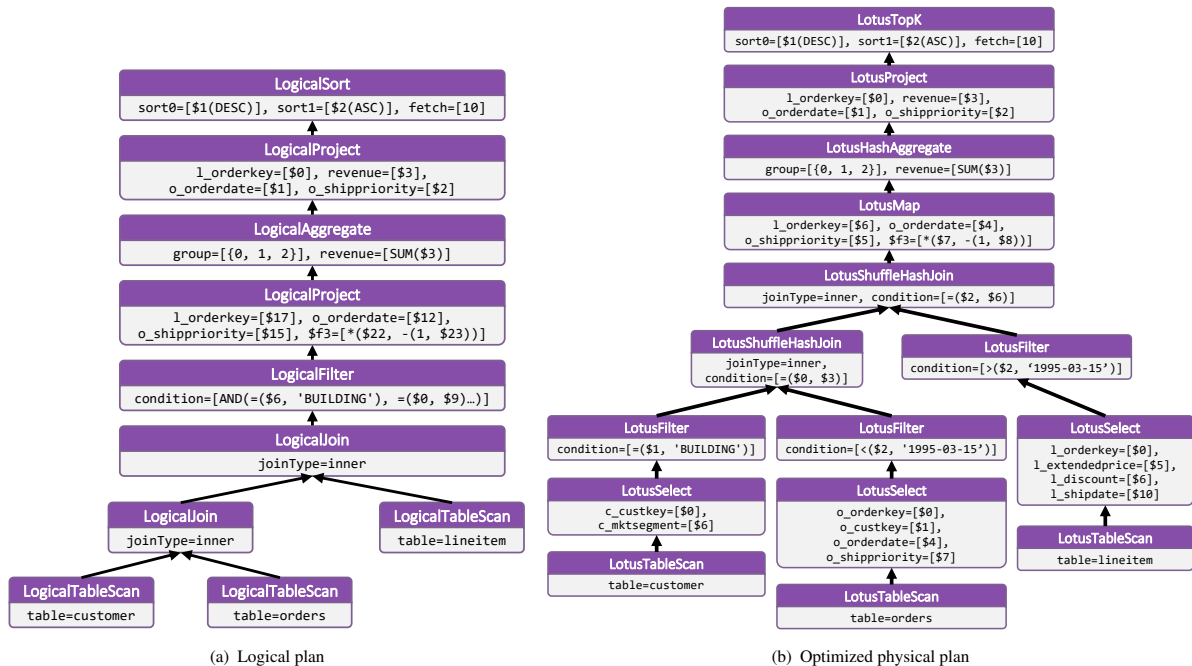 LogicalSort
sort0=[$1(DESC)], sort1=[$2(ASC)], fetch=[10]
LogicalProject
l_orderkey=[$0], revenue=[$3],
o_orderdate=[$1], o_shippriority=[$2]
LogicalAggregate
group=[{0, 1, 2}], revenue=[SUM($3)]
LogicalProject
l_orderkey=[$17], o_orderdate=[$12],
o_shippriority=[$15], $f3=[*($22, -(1, $23))]
LogicalFilter
condition=[AND(=($6, 'BUILDING'), =($0, $9)…)]
LogicalJoin
joinType=inner
LogicalJoin
joinType=inner
LogicalTableScan
table=lineitem
LogicalTableScan
table=customer
LogicalTableScan
table=orders
(a) Logical plan
LotusTopK
sort0=[$1(DESC)], sort1=[$2(ASC)], fetch=[10]
LotusProject
l_orderkey=[$0], revenue=[$3],
o_orderdate=[$1], o_shippriority=[$2]
LotusHashAggregate
group=[{0, 1, 2}], revenue=[SUM($3)]
LotusMap
l_orderkey=[$6], o_orderdate=[$4],
o_shippriority=[$5], $f3=[*($7, -(1, $8))]
LotusShuffleHashJoin
joinType=inner, condition=[=($2, $6)]
LotusShuffleHashJoin
joinType=inner,
condition=[=($0, $3)]
LotusFilter
condition=[>($2, ‘1995-03-15’)]
LotusFilter
condition=[=($1, 'BUILDING')]
LotusSelect
c_custkey=[$0],
c_mktsegment=[$6]
LotusTableScan
table=customer
LotusFilter
condition=[<($2, '1995-03-15')]
LotusSelect
o_orderkey=[$0],
o_custkey=[$1],
o_orderdate=[$4],
o_shippriority=[$7]
LotusTableScan
table=orders
LotusSelect
l_orderkey=[$0],
l_extendedprice=[$5],
l_discount=[$6],
l_shipdate=[$10]
LotusTableScan
table=lineitem
(b) Optimized physical plan